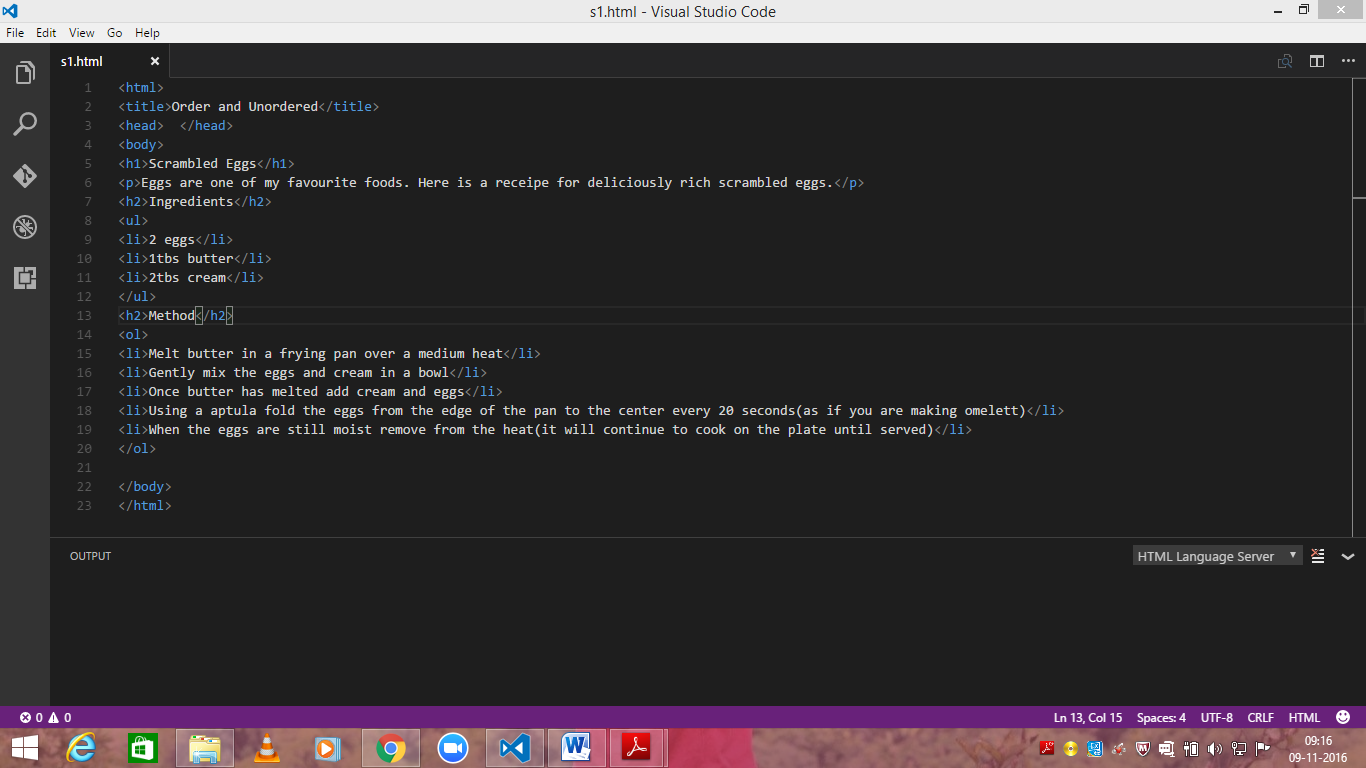 s1.html - Visual Studio Code
File Edit View Go Help
s1.html
1 <html>
2 <title>Order and Unordered</title>
3 <head>  </head>
4 <body>
5 <h1>Scrambled Eggs</h1>
6 <p>Eggs are one of my favourite foods. Here is a receipe for deliciously rich scrambled eggs.</p>
7 <h2>Ingredients</h2>
8 <ul>
9 <li>2 eggs</li>
10 <li>1tbs butter</li>
11 <li>2tbs cream</li>
12 </ul>
13 <h2>Method</h2>
14 <ol>
15 <li>Melt butter in a frying pan over a medium heat</li>
16 <li>Gently mix the eggs and cream in a bowl</li>
17 <li>Once butter has melted add cream and eggs</li>
18 <li>Using a aptula fold the eggs from the edge of the pan to the center every 20 seconds(as if you are making omelett)</li>
19 <li>When the eggs are still moist remove from the heat(it will continue to cook on the plate until served)</li>
20 </ol>
21
22 </body>
23 </html>
OUTPUT HTML Language Server
0 0 Ln 13, Col 15 Spaces: 4 UTF-8 CRLF HTML
09:16
09-11-2016